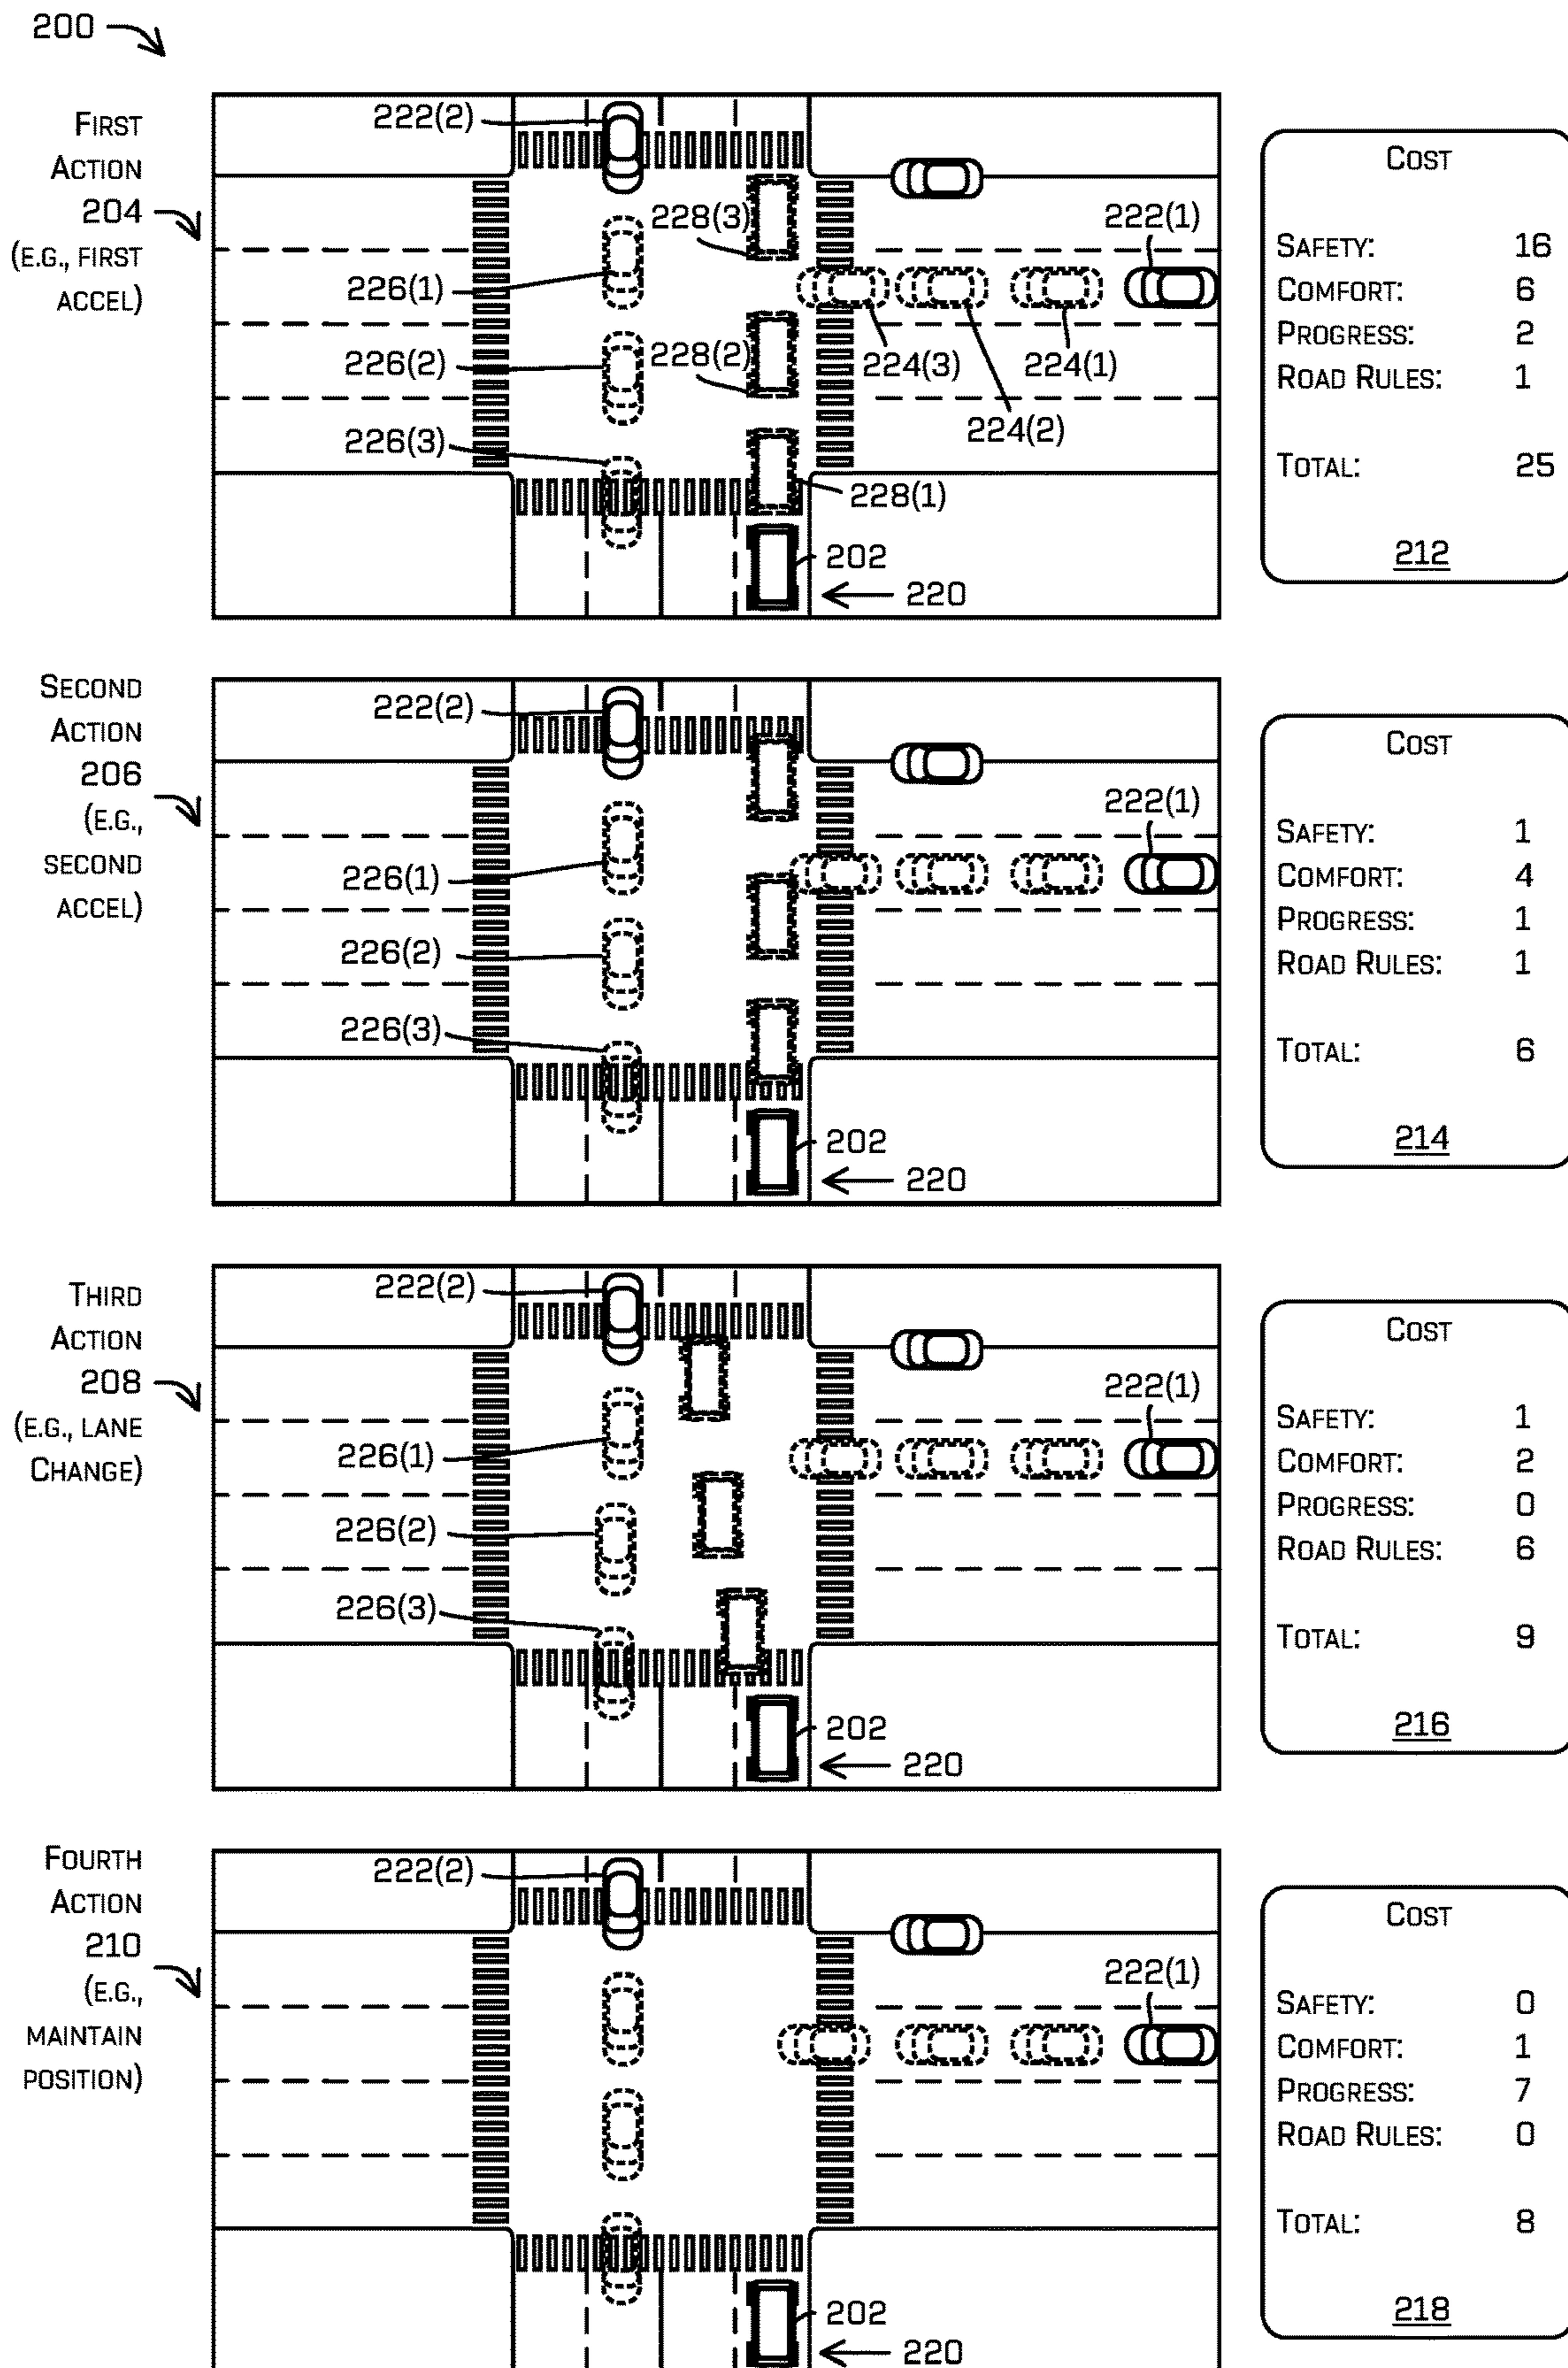 200
FIRST
ACTION
204
(E.G., FIRST
ACCEL)
222(2)
228(3)
222(1)
226(1)
226(2)
228(2)
224(3)
224(1)
224(2)
226(3)
228(1)
202
220
COST
SAFETY: 16
COMFORT: 6
PROGRESS: 2
ROAD RULES: 1
TOTAL: 25
212
SECOND
ACTION
206
(E.G.,
SECOND
ACCEL)
222(2)
222(1)
226(1)
226(2)
226(3)
202
220
COST
SAFETY: 1
COMFORT: 4
PROGRESS: 1
ROAD RULES: 1
TOTAL: 6
214
THIRD
ACTION
208
(E.G., LANE
CHANGE)
222(2)
222(1)
226(1)
226(2)
226(3)
202
220
COST
SAFETY: 1
COMFORT: 2
PROGRESS: 0
ROAD RULES: 6
TOTAL: 9
216
FOURTH
ACTION
210
(E.G.,
MAINTAIN
POSITION)
222(2)
222(1)
202
220
COST
SAFETY: 0
COMFORT: 1
PROGRESS: 7
ROAD RULES: 0
TOTAL: 8
218